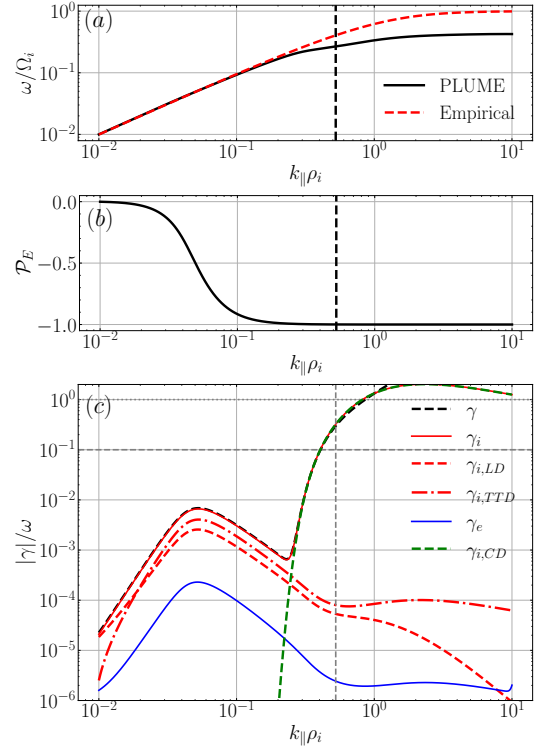 (a)
10^0
10^{-1}
10^{-2}
ω/Ω_i
PLUME
Empirical
10^{-2} 10^{-1} 10^0 10^1
k_∥ρ_i
(b)
0.0
−0.5
−1.0
𝒫_E
10^{-2} 10^{-1} 10^0 10^1
k_∥ρ_i
(c)
10^0
10^{-1}
10^{-2}
10^{-3}
10^{-4}
10^{-5}
10^{-6}
|γ|/ω
γ
γ_i
γ_{i,LD}
γ_{i,TTD}
γ_e
γ_{i,CD}
10^{-2} 10^{-1} 10^0 10^1
k_∥ρ_i